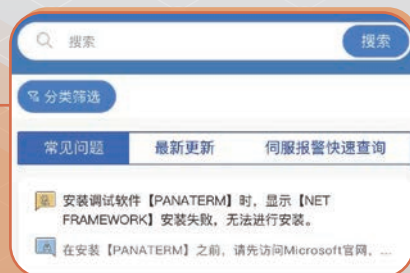 搜索 搜索
分类筛选
常见问题 最新更新 伺服报警快速查询
安装调试软件【PANATERM】时，显示【NET
FRAMEWORK】安装失败，无法进行安装。
在安装【PANATERM】之前，请先访问Microsoft官网，...